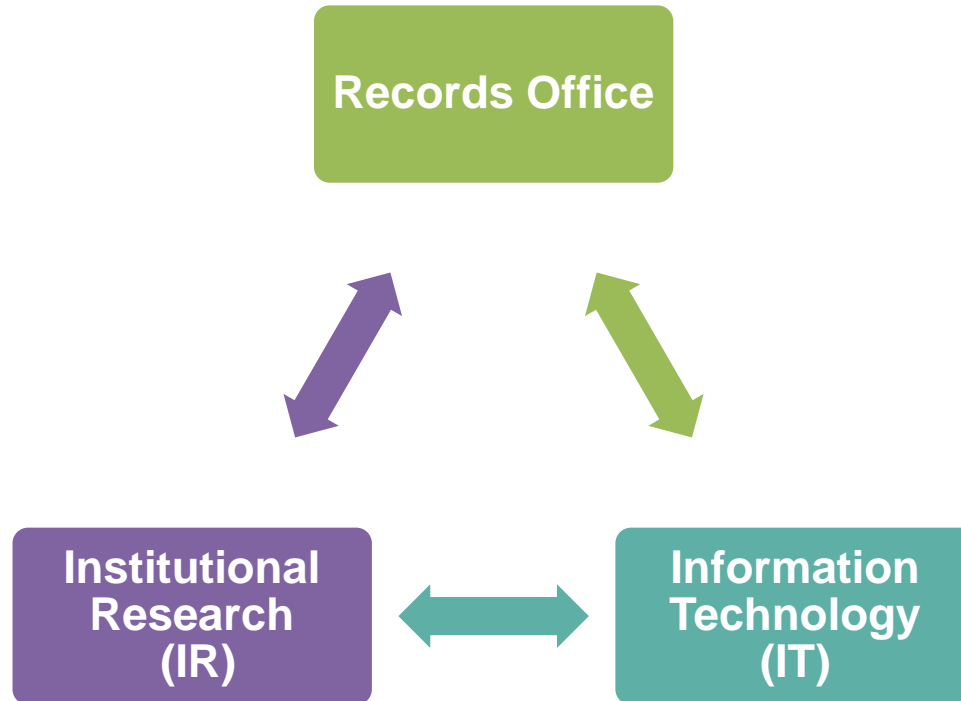 Records Office
Institutional
Research
(IR)
Information
Technology
(IT)